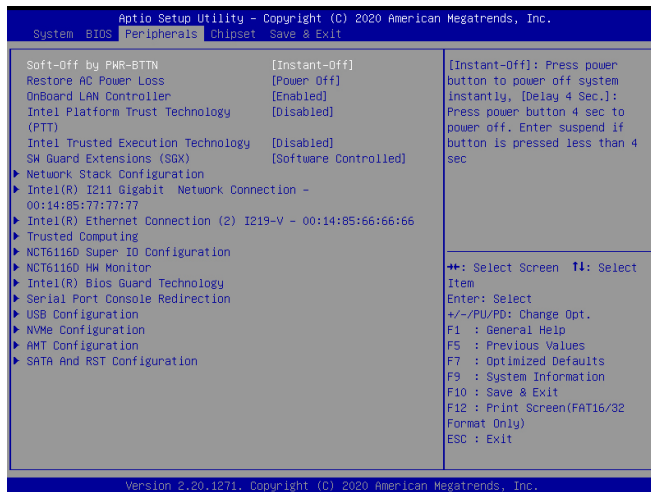 Aptio Setup Utility – Copyright (C) 2020 American Megatrends, Inc.
System BIOS Peripherals Chipset Save & Exit
Soft-Off by PWR-BTTN [Instant-Off]
Restore AC Power Loss [Power Off]
OnBoard LAN Controller [Enabled]
Intel Platform Trust Technology [Disabled]
(PTT)
Intel Trusted Execution Technology [Disabled]
SW Guard Extensions (SGX) [Software Controlled]
Network Stack Configuration
Intel(R) I211 Gigabit Network Connection –
00:14:85:77:77:77
Intel(R) Ethernet Connection (2) I219-V – 00:14:85:66:66:66
Trusted Computing
NCT6116D Super IO Configuration
NCT6116D HW Monitor
Intel(R) Bios Guard Technology
Serial Port Console Redirection
USB Configuration
NVMe Configuration
AMT Configuration
SATA And RST Configuration
[Instant-Off]: Press power
button to power off system
instantly, [Delay 4 Sec.]:
Press power button 4 sec to
power off. Enter suspend if
button is pressed less than 4
sec
→←: Select Screen ↑↓: Select
Item
Enter: Select
+/-/PU/PD: Change Opt.
F1 : General Help
F5 : Previous Values
F7 : Optimized Defaults
F9 : System Information
F10 : Save & Exit
F12 : Print Screen(FAT16/32
Format Only)
ESC : Exit
Version 2.20.1271. Copyright (C) 2020 American Megatrends, Inc.